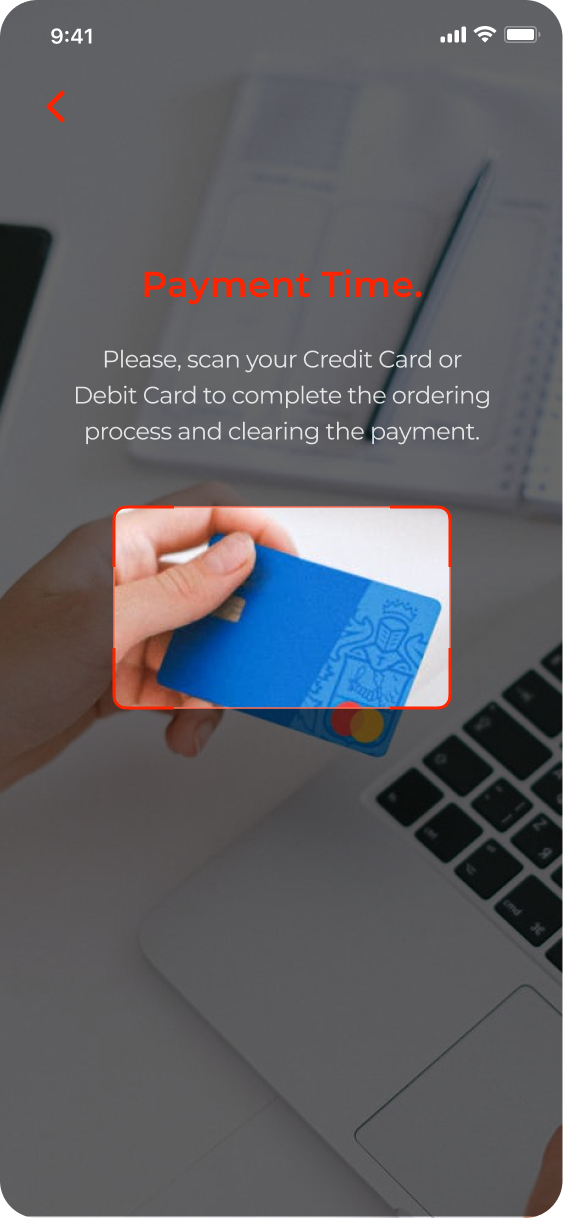 9:41
Payment Time.
Please, scan your Credit Card or
Debit Card to complete the ordering
process and clearing the payment.
cmd ⌘